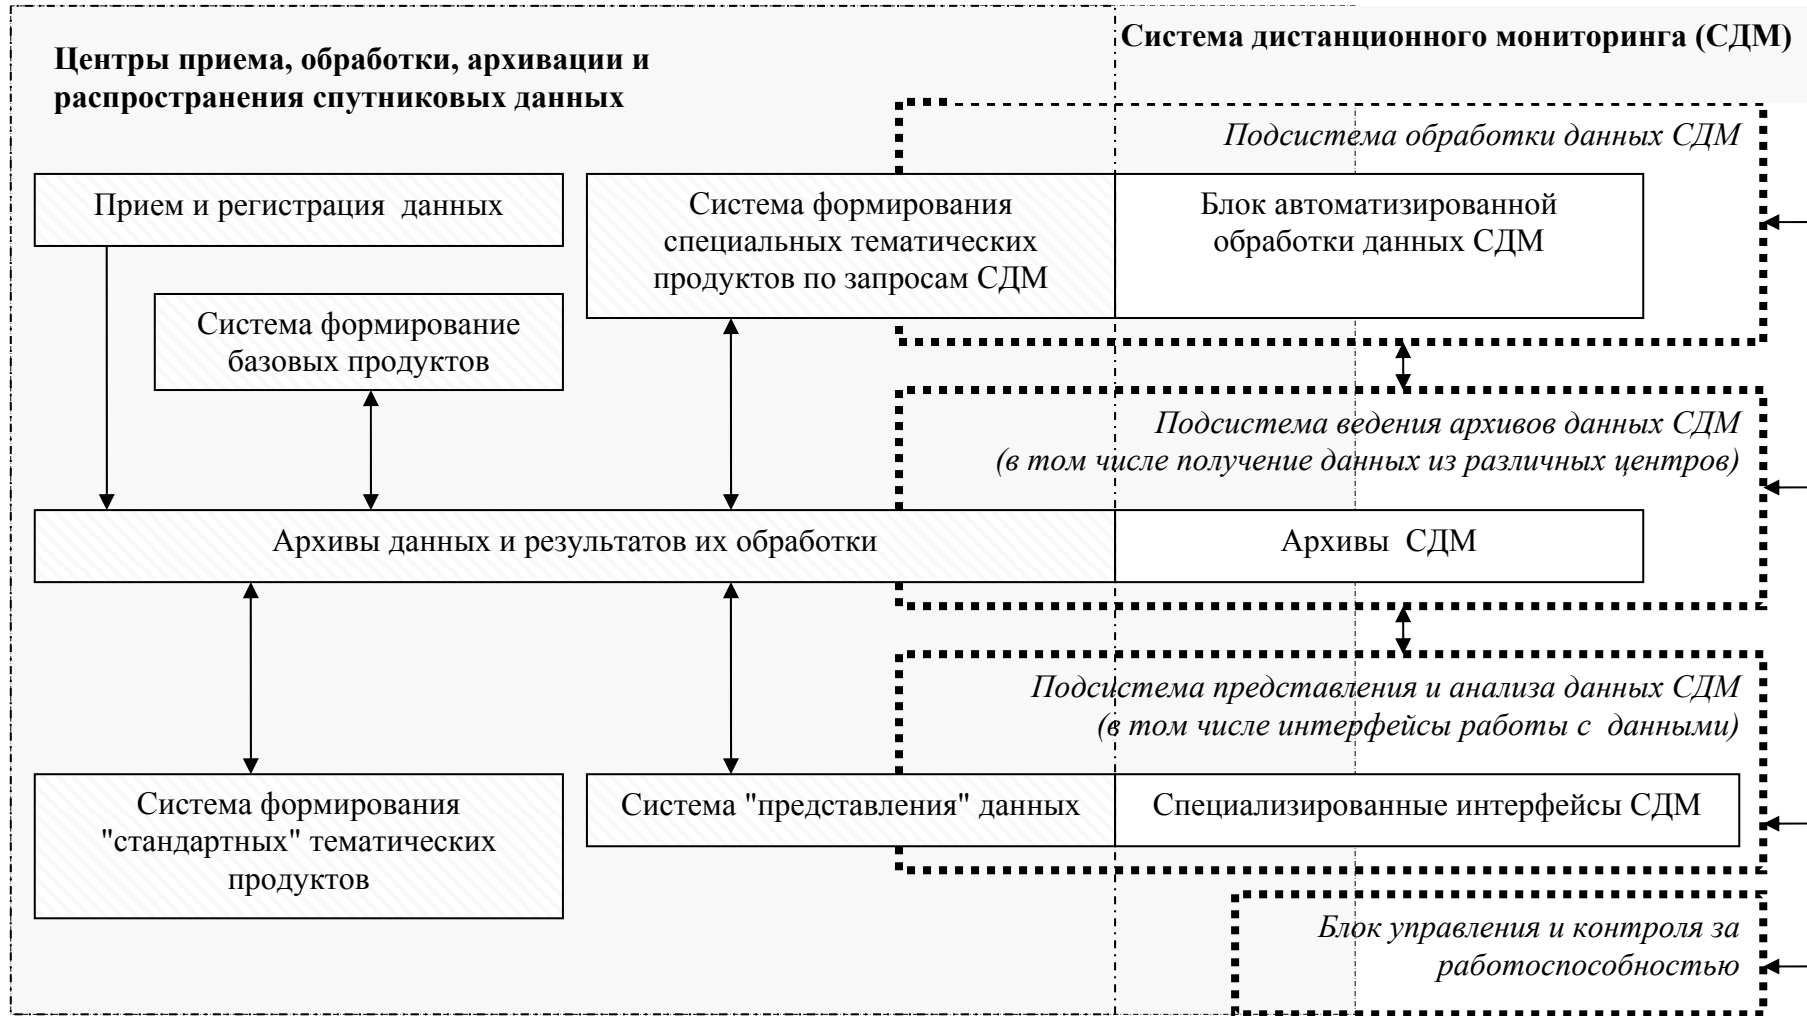 Центры приема, обработки, архивации и
распространения спутниковых данных
Система дистанционного мониторинга (СДМ)
Подсистема обработки данных СДМ
Прием и регистрация данных
Система формирования
специальных тематических
продуктов по запросам СДМ
Блок автоматизированной
обработки данных СДМ
Система формирование
базовых продуктов
Подсистема ведения архивов данных СДМ
(в том числе получение данных из различных центров)
Архивы данных и результатов их обработки
Архивы СДМ
Подсистема представления и анализа данных СДМ
(в том числе интерфейсы работы с данными)
Система формирования
"стандартных" тематических
продуктов
Система "представления" данных
Специализированные интерфейсы СДМ
Блок управления и контроля за
работоспособностью